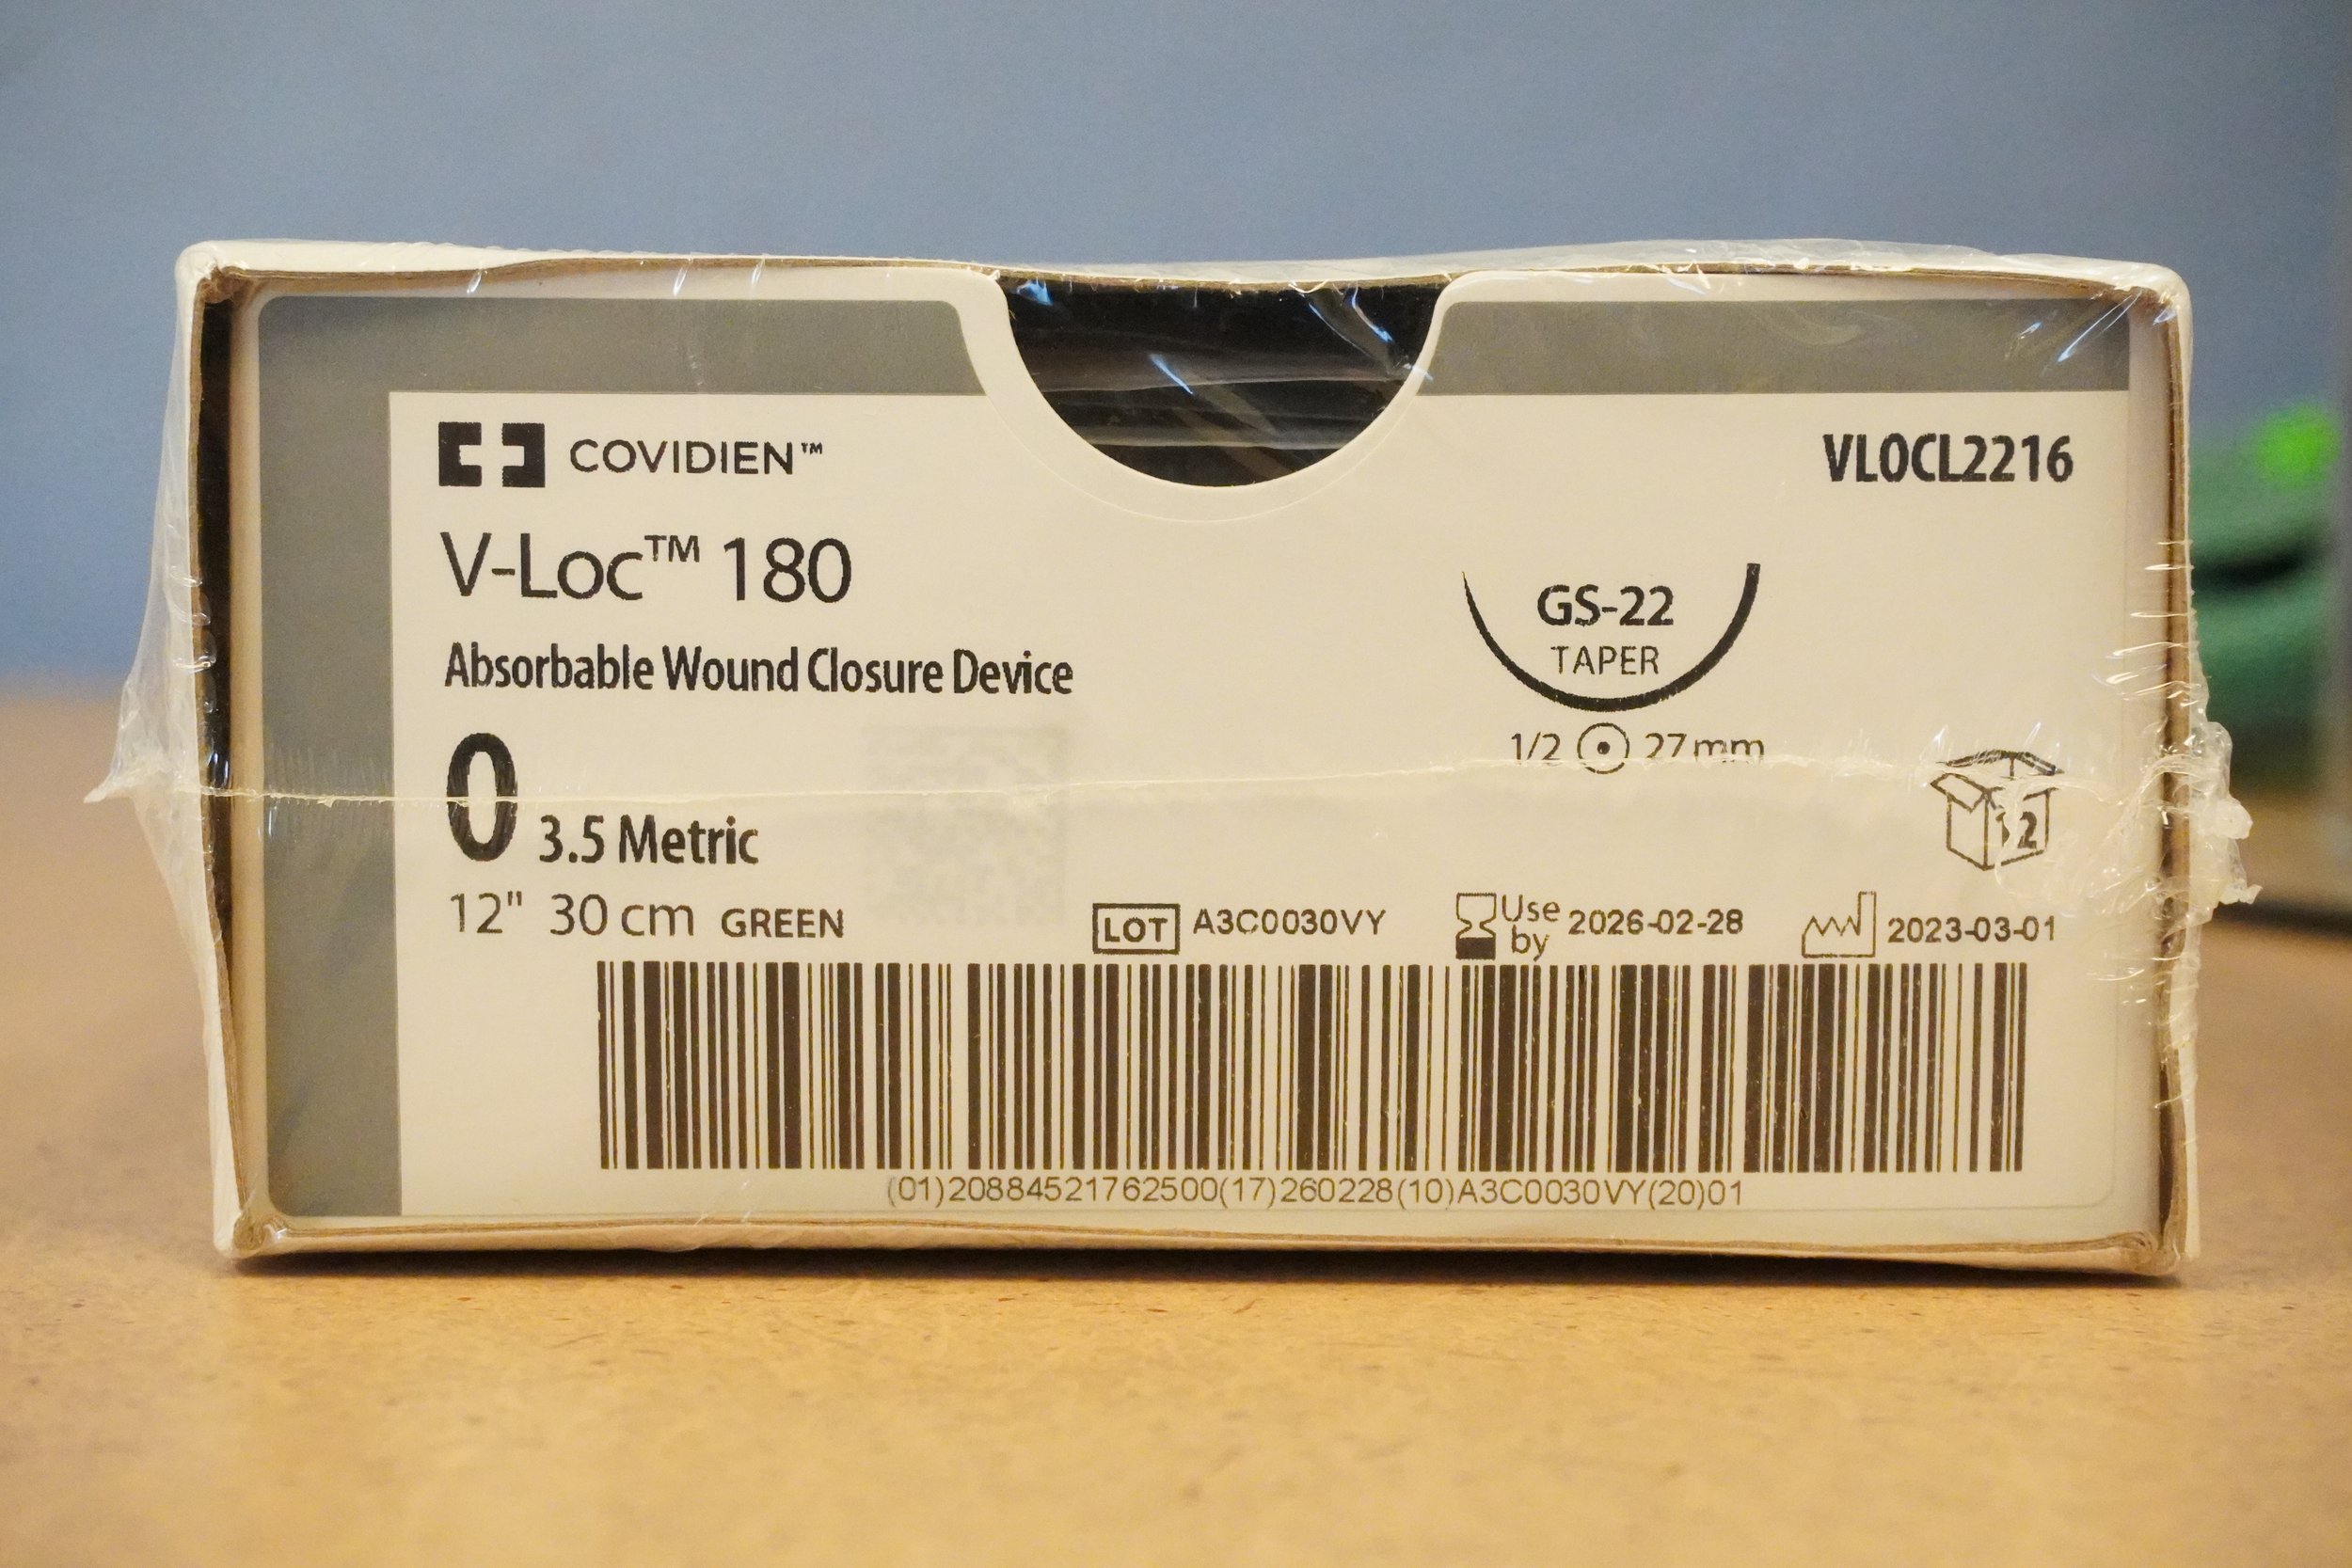 COVIDIEN™
VLOCL2216
V-Loc™ 180
Absorbable Wound Closure Device
GS-22
TAPER
1/2 27 mm
0 3.5 Metric
12
12" 30 cm GREEN
LOT A3C0030VY
Use by 2026-02-28
2023-03-01
(01)20884521762500(17)260228(10)A3C0030VY(20)01